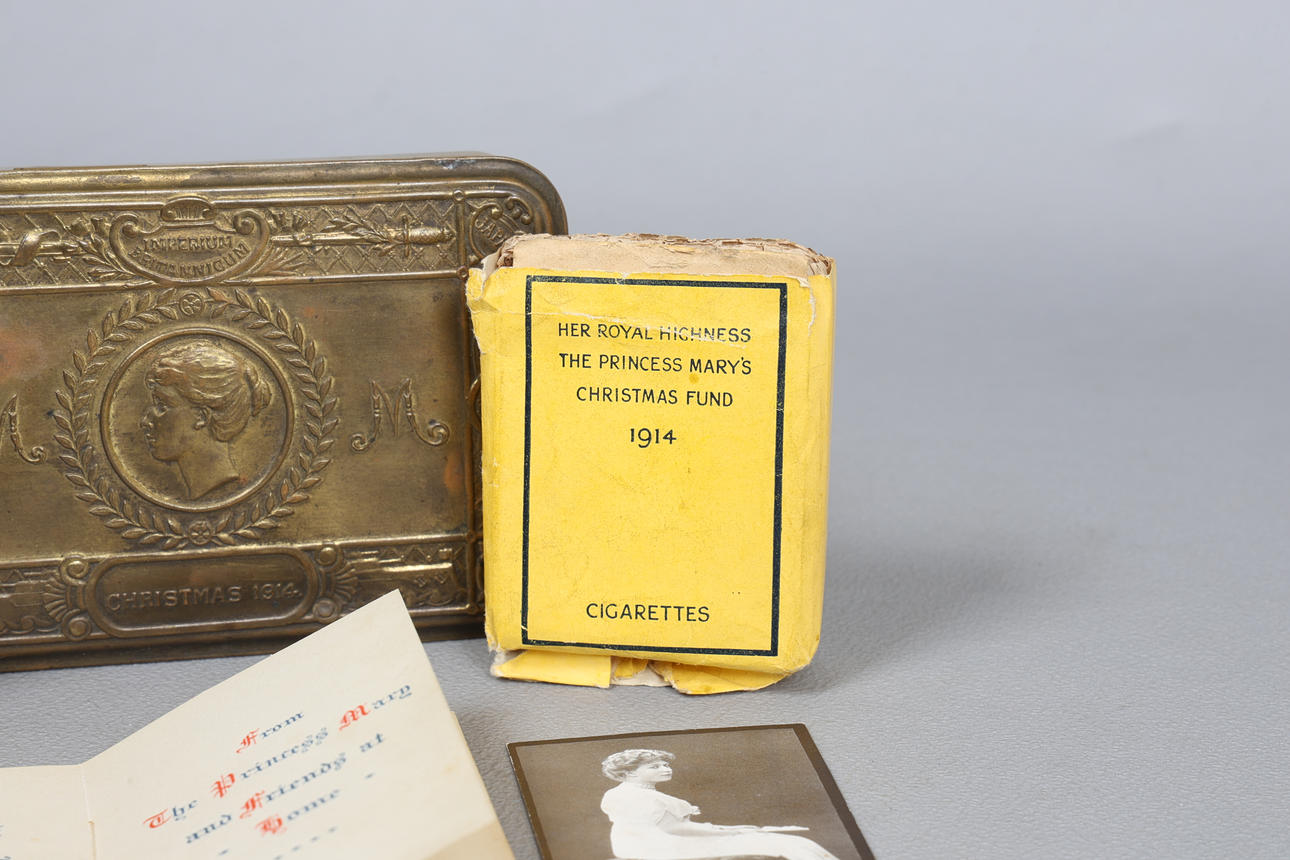 IMPERIUM
BRITANNICUM
JAPAN
M
CHRISTMAS 1914.
HER ROYAL HIGHNESS
THE PRINCESS MARY'S
CHRISTMAS FUND
1914
CIGARETTES
From
The Princess Mary
and Friends at
Home